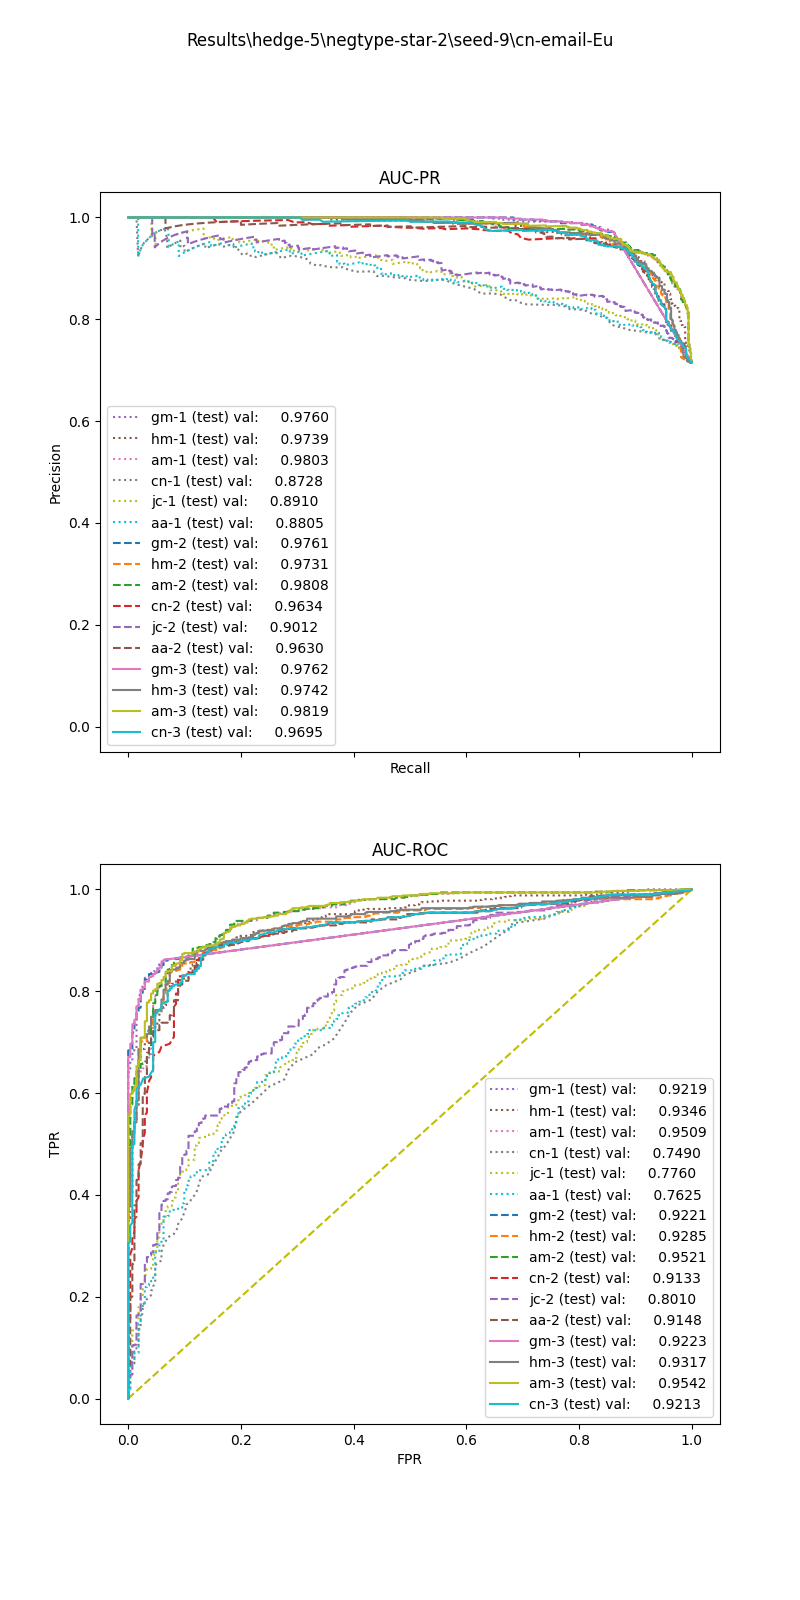 Results\hedge-5\negtype-star-2\seed-9\cn-email-Eu
AUC-PR
1.0
0.8
0.6
0.4
0.2
0.0
Precision
gm-1 (test) val: 0.9760
hm-1 (test) val: 0.9739
am-1 (test) val: 0.9803
cn-1 (test) val: 0.8728
jc-1 (test) val: 0.8910
aa-1 (test) val: 0.8805
gm-2 (test) val: 0.9761
hm-2 (test) val: 0.9731
am-2 (test) val: 0.9808
cn-2 (test) val: 0.9634
jc-2 (test) val: 0.9012
aa-2 (test) val: 0.9630
gm-3 (test) val: 0.9762
hm-3 (test) val: 0.9742
am-3 (test) val: 0.9819
cn-3 (test) val: 0.9695
Recall
AUC-ROC
1.0
0.8
0.6
0.4
0.2
0.0
TPR
gm-1 (test) val: 0.9219
hm-1 (test) val: 0.9346
am-1 (test) val: 0.9509
cn-1 (test) val: 0.7490
jc-1 (test) val: 0.7760
aa-1 (test) val: 0.7625
gm-2 (test) val: 0.9221
hm-2 (test) val: 0.9285
am-2 (test) val: 0.9521
cn-2 (test) val: 0.9133
jc-2 (test) val: 0.8010
aa-2 (test) val: 0.9148
gm-3 (test) val: 0.9223
hm-3 (test) val: 0.9317
am-3 (test) val: 0.9542
cn-3 (test) val: 0.9213
0.0 0.2 0.4 0.6 0.8 1.0
FPR